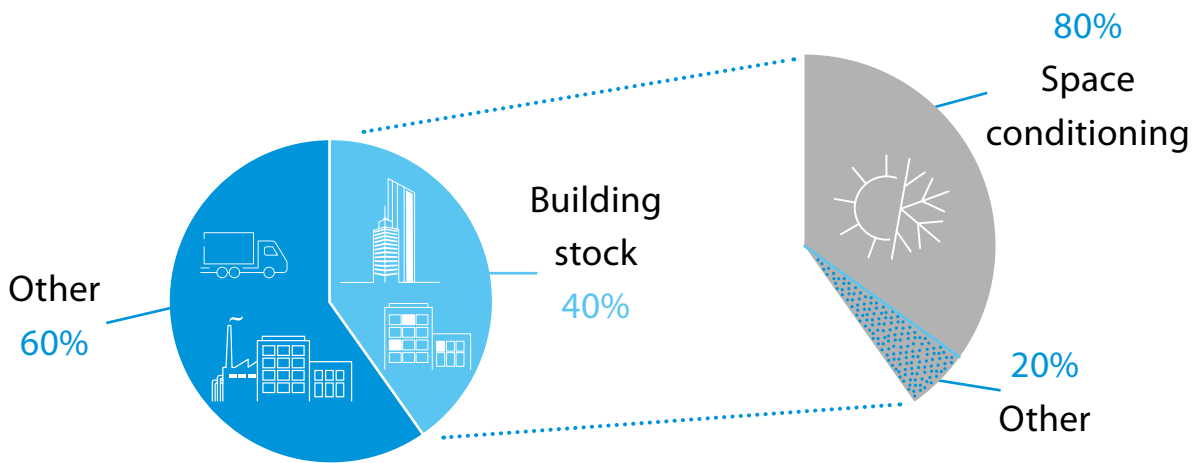 80%
Space
conditioning
Building
stock
40%
Other
60%
20%
Other